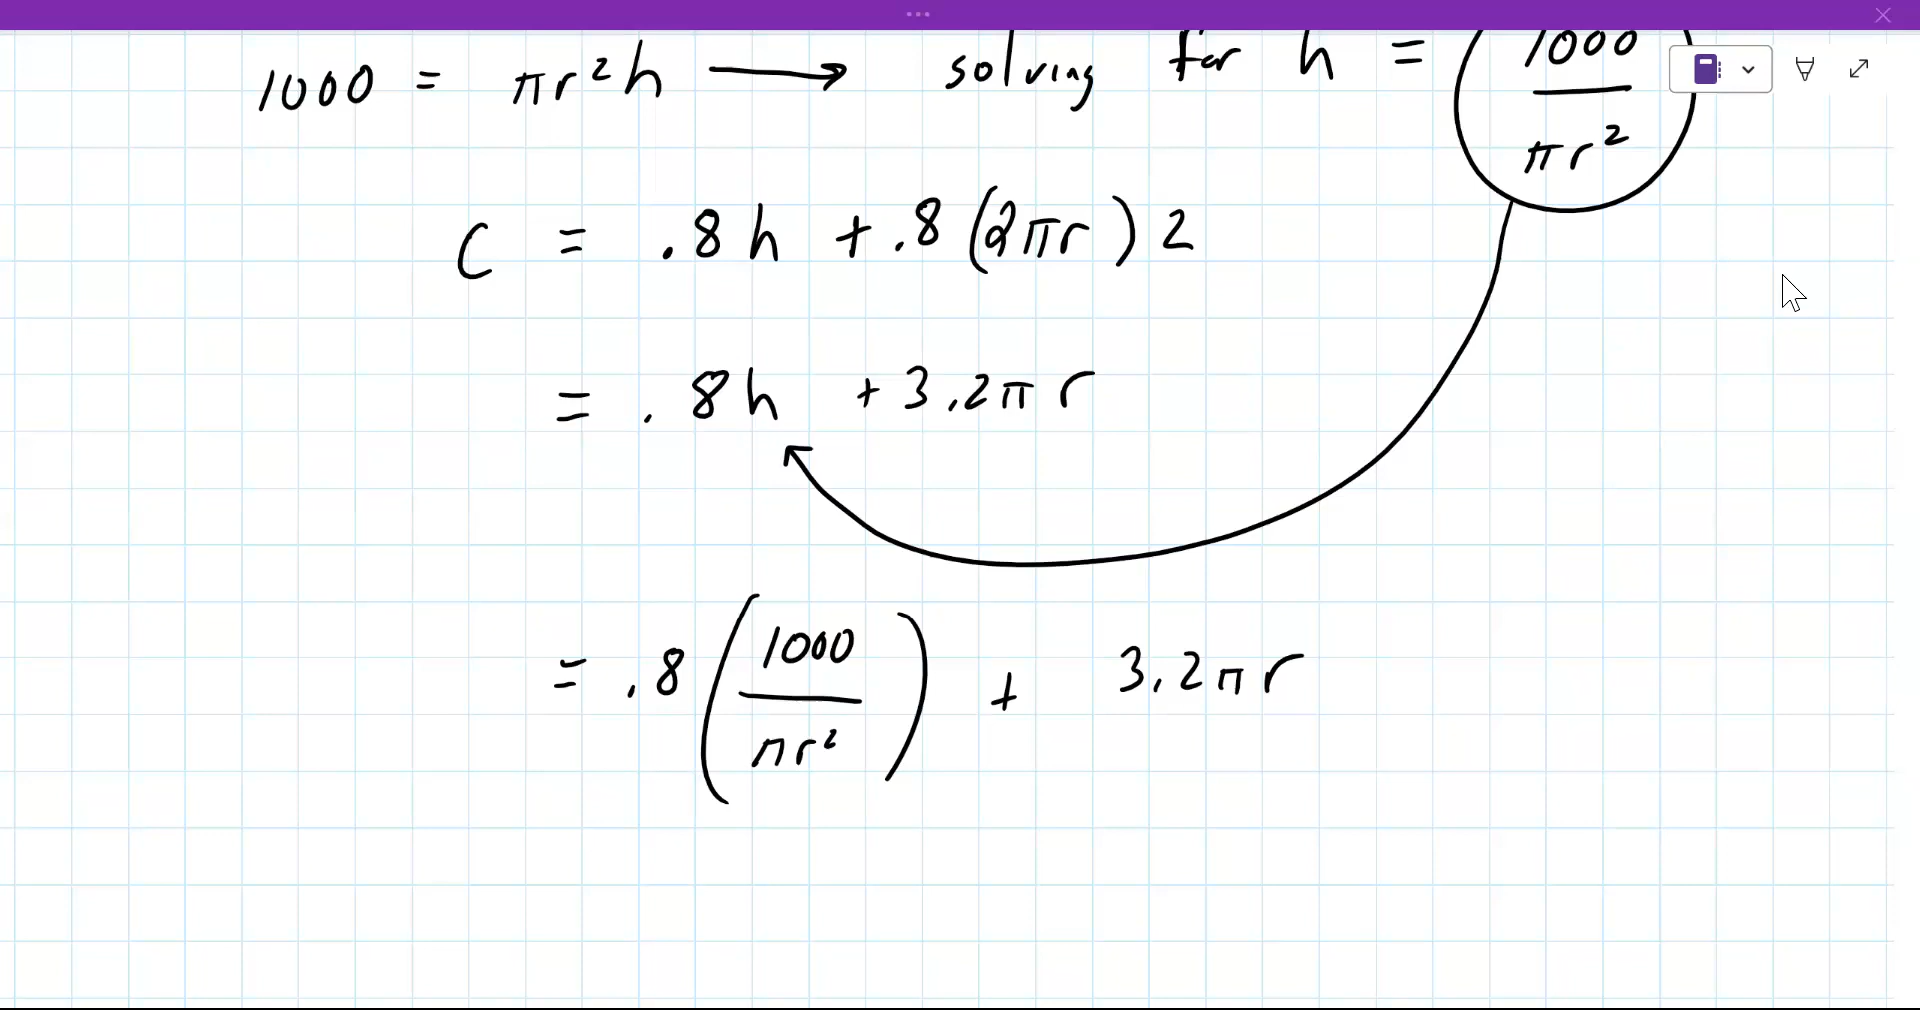 1000 = πr²h → solving for h = 1000 / πr²
C = .8h + .8(2πr)2
= .8h + 3.2πr
= .8(1000 / πr²) + 3.2πr